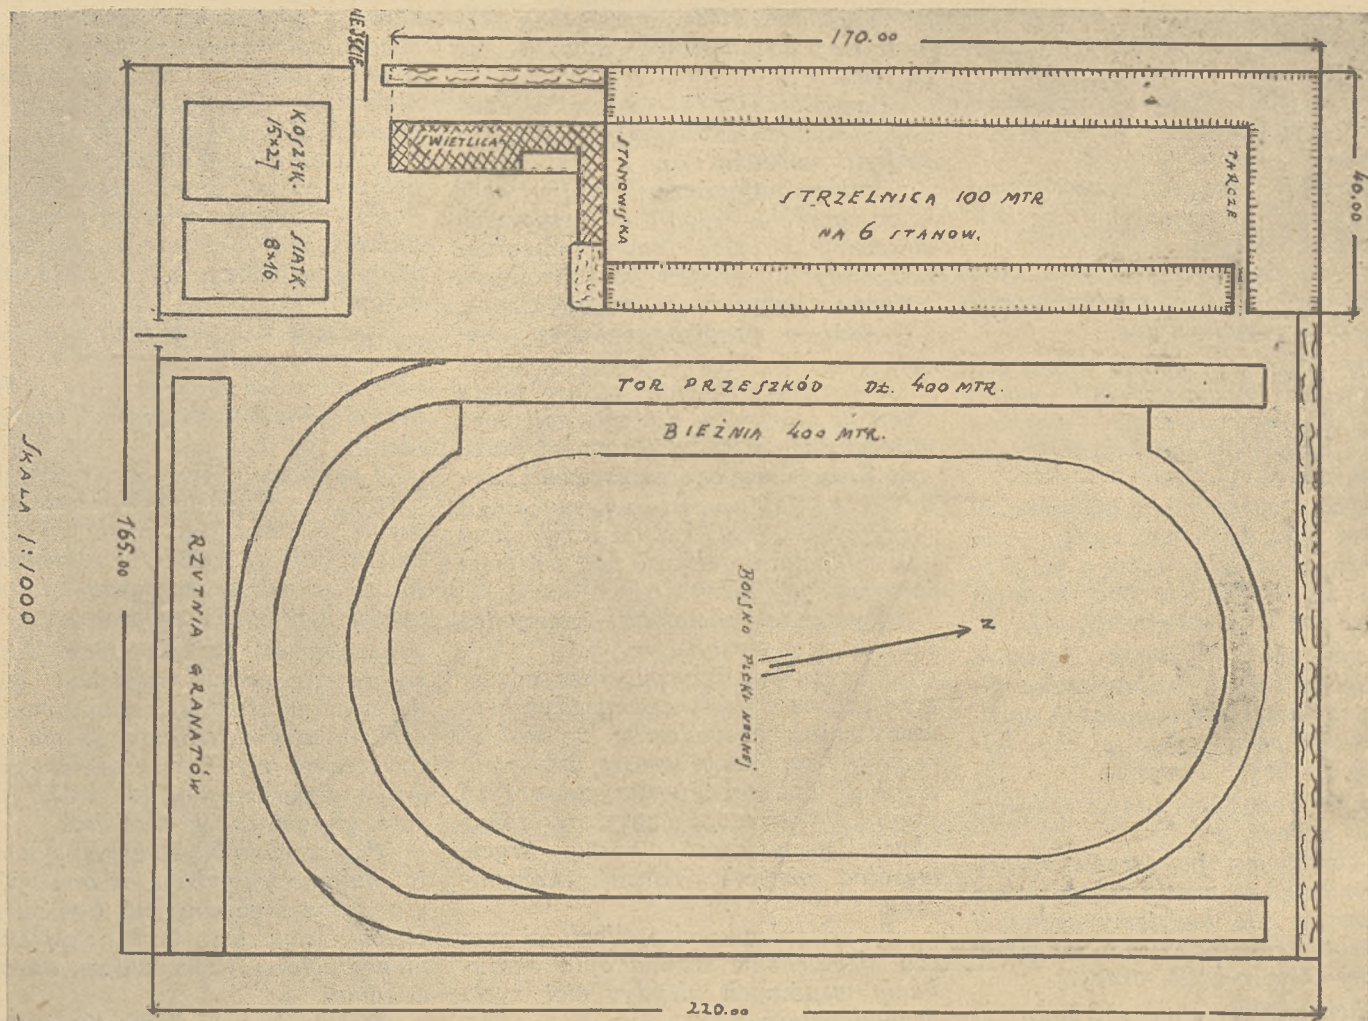 170.00
WEJŚCIE
KOSZYK.
15×27
SIATK.
8×16.
ŚWIETLICA
STANOWISKA
STRZELNICA 100 MTR
NA 6 STANOW.
TARCZE
40.00
TOR PRZESZKÓD DŁ. 400 MTR.
BIEŻNIA 400 MTR.
BOISKO PIŁKI NOŻNEJ
N
RZUTNIA GRANATÓW
165.00
SKALA 1:1000
220.00